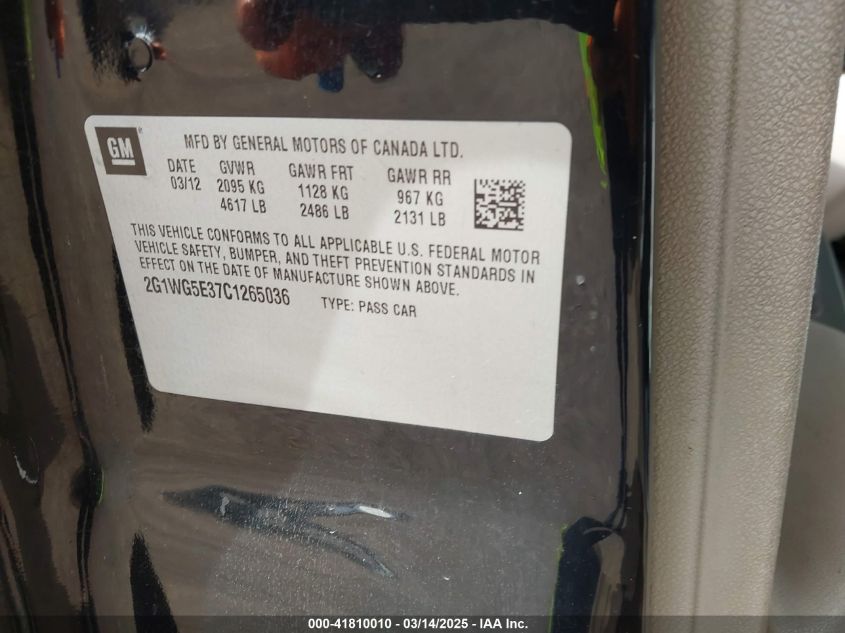 GM
MFD BY GENERAL MOTORS OF CANADA LTD.
DATE GVWR GAWR FRT GAWR RR
03/12 2095 KG 1128 KG 967 KG
4617 LB 2486 LB 2131 LB
THIS VEHICLE CONFORMS TO ALL APPLICABLE U.S. FEDERAL MOTOR
VEHICLE SAFETY, BUMPER, AND THEFT PREVENTION STANDARDS IN
EFFECT ON THE DATE OF MANUFACTURE SHOWN ABOVE.
2G1WG5E37C1265036 TYPE: PASS CAR
000-41810010 - 03/14/2025 - IAA Inc.